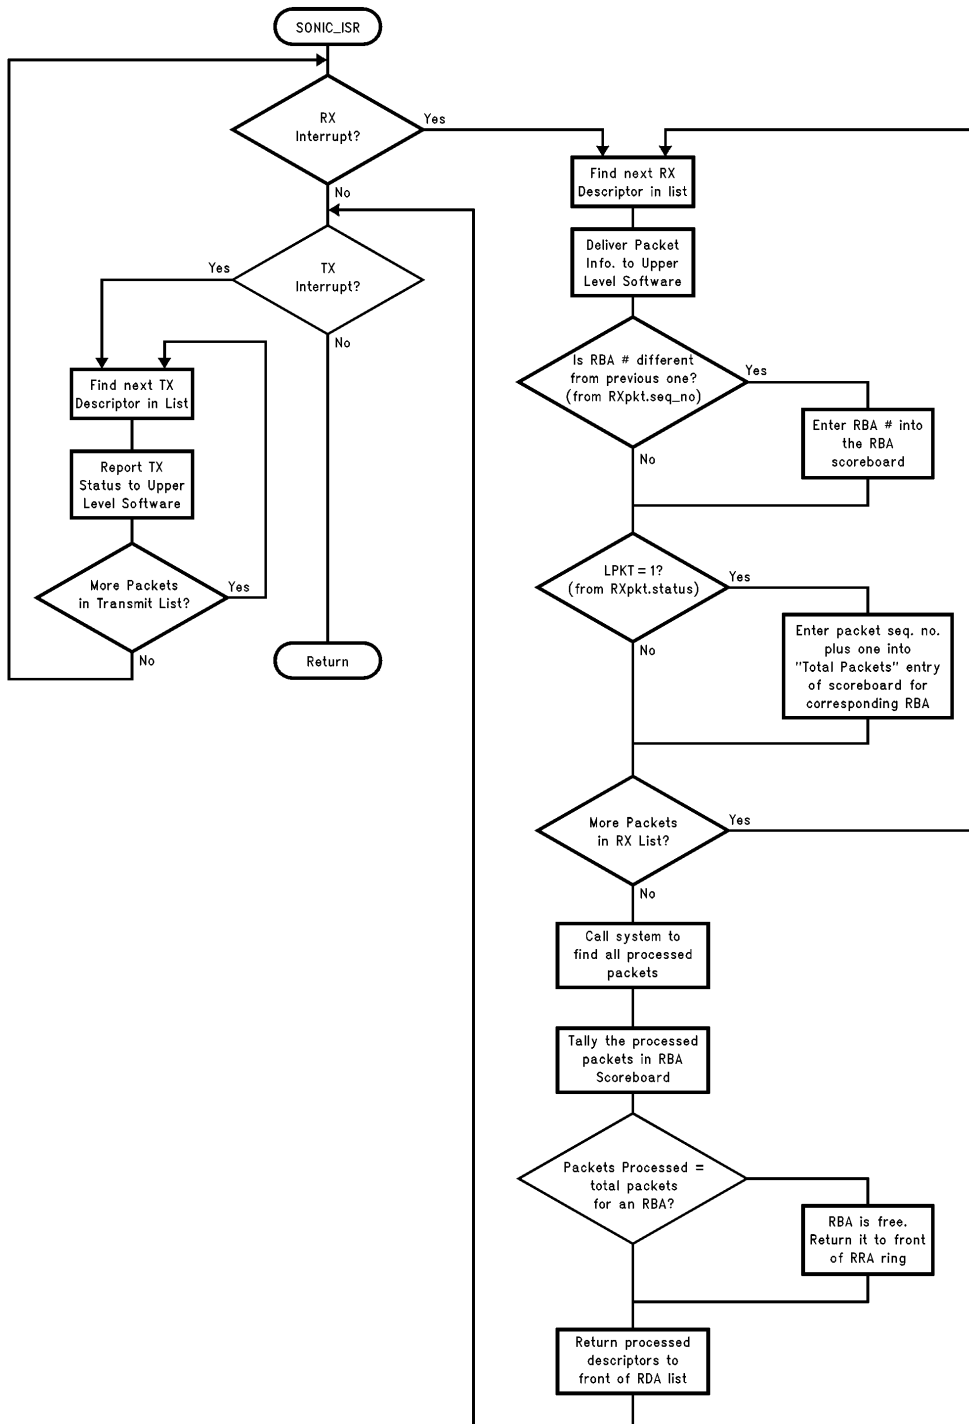 SONIC_ISR
RX
Interrupt?
Yes
No
TX
Interrupt?
Yes
No
Find next TX
Descriptor in List
Report TX
Status to Upper
Level Software
More Packets
in Transmit List?
Yes
No
Return
Find next RX
Descriptor in list
Deliver Packet
Info. to Upper
Level Software
Is RBA # different
from previous one?
(from RXpkt.seq_no)
Yes
No
Enter RBA # into
the RBA
scoreboard
LPKT = 1?
(from RXpkt.status)
Yes
No
Enter packet seq. no.
plus one into
"Total Packets" entry
of scoreboard for
corresponding RBA
More Packets
in RX List?
Yes
No
Call system to
find all processed
packets
Tally the processed
packets in RBA
Scoreboard
Packets Processed =
total packets
for an RBA?
RBA is free.
Return it to front
of RRA ring
Return processed
descriptors to
front of RDA list